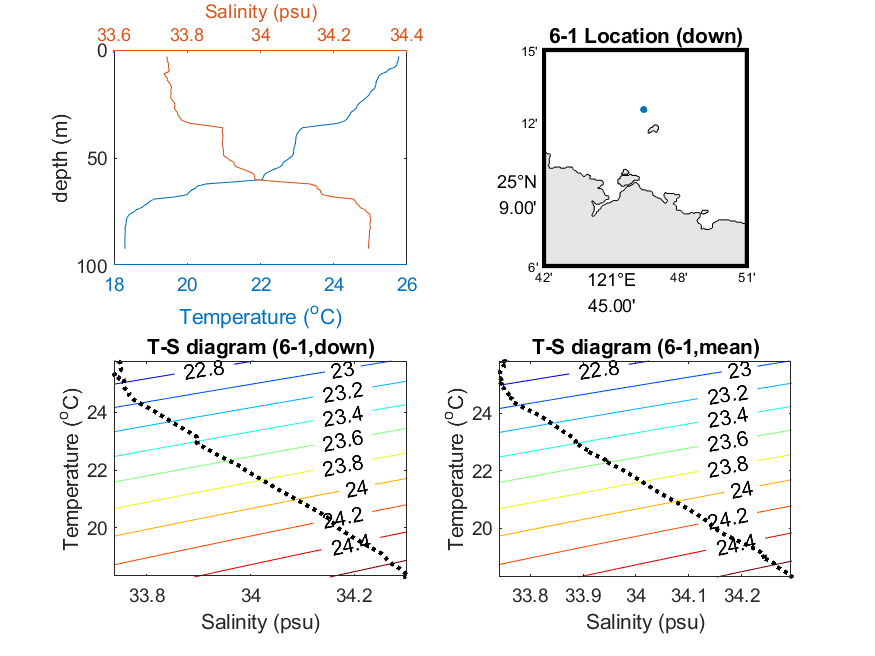 Salinity (psu)
33.6 33.8 34 34.2 34.4
0
50
100
depth (m)
18 20 22 24 26
Temperature (°C)
6-1 Location (down)
15'
12'
25°N
9.00'
6'
42' 121°E 48' 51'
45.00'
T-S diagram (6-1,down)
22.8 23
23.2
23.4
23.6
23.8
24
24.2
24.4
24
22
20
Temperature (°C)
33.8 34 34.2
Salinity (psu)
T-S diagram (6-1,mean)
22.8 23
23.2
23.4
23.6
23.8
24
24.2
24.4
24
22
20
Temperature (°C)
33.8 33.9 34 34.1 34.2
Salinity (psu)